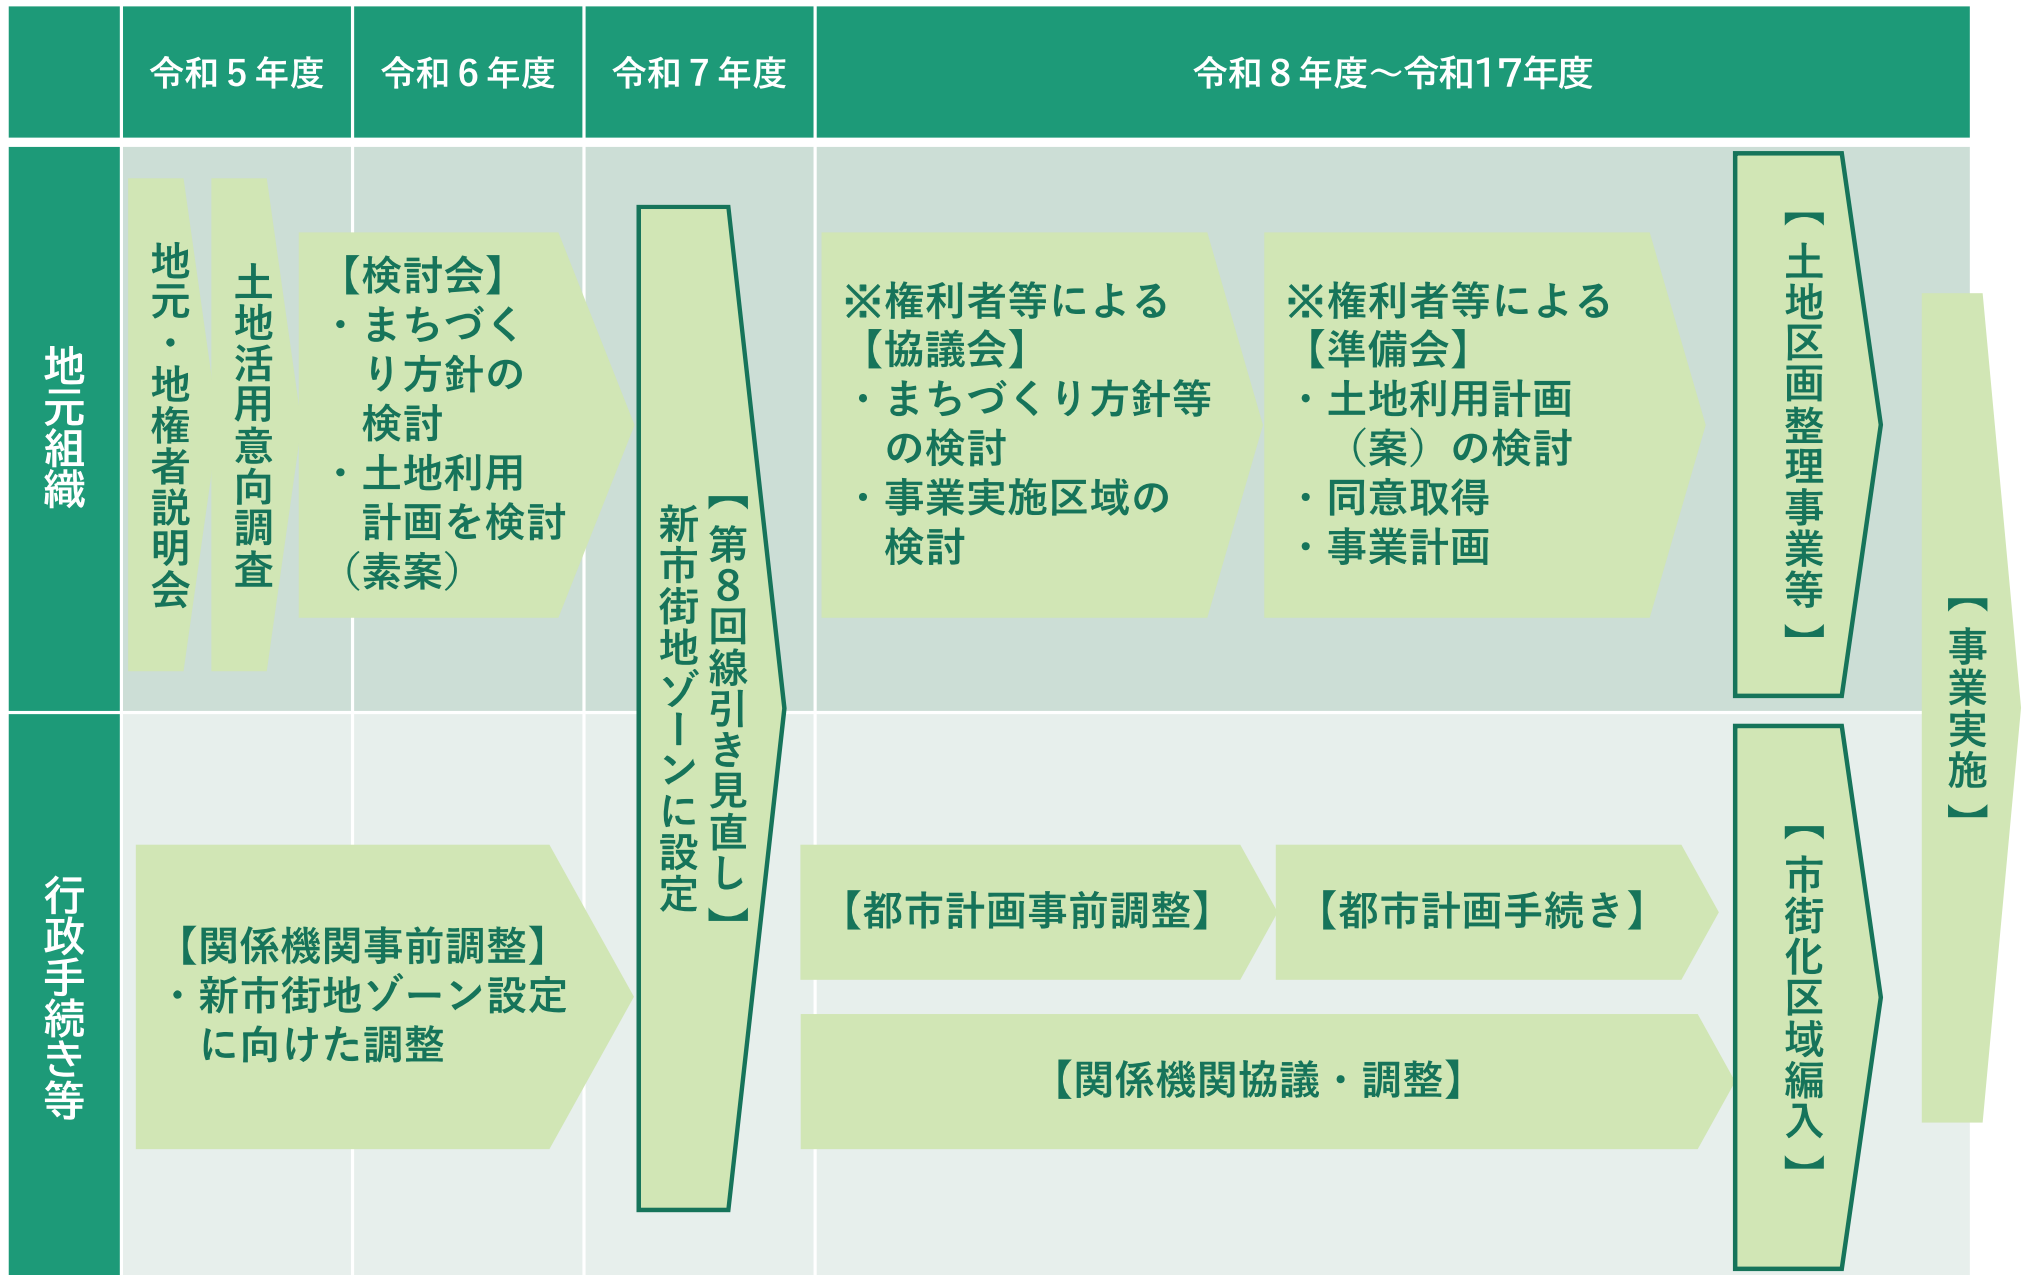 令和５年度
令和６年度
令和７年度
令和８年度～令和17年度
地元組織
地元・地権者説明会
土地活用意向調査
【検討会】
・まちづく
り方針の
検討
・土地利用
計画を検討
（素案）
【第８回線引き見直し】
新市街地ゾーンに設定
※権利者等による
【協議会】
・まちづくり方針等
の検討
・事業実施区域の
検討
※権利者等による
【準備会】
・土地利用計画
（案）の検討
・同意取得
・事業計画
【土地区画整理事業等】
【事業実施】
行政手続き等
【関係機関事前調整】
・新市街地ゾーン設定
に向けた調整
【都市計画事前調整】
【都市計画手続き】
【関係機関協議・調整】
【市街化区域編入】